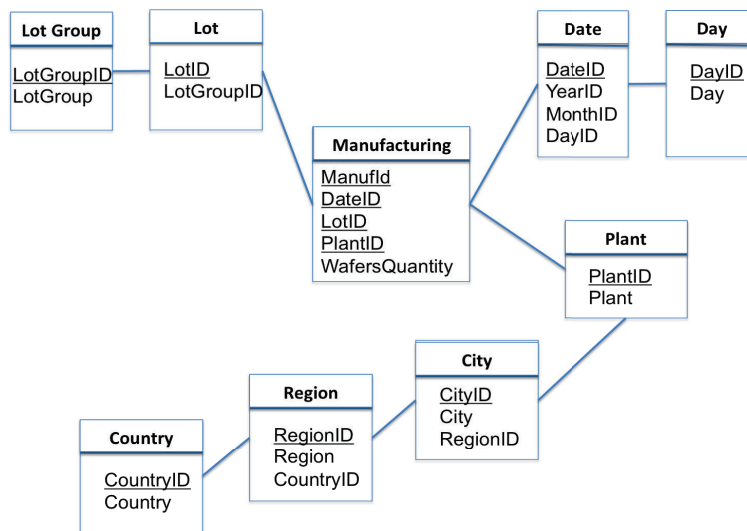 Lot Group
LotGroupID
LotGroup
Lot
LotID
LotGroupID
Date
DateID
YearID
MonthID
DayID
Day
DayID
Day
Manufacturing
ManufId
DateID
LotID
PlantID
WafersQuantity
Plant
PlantID
Plant
City
CityID
City
RegionID
Region
RegionID
Region
CountryID
Country
CountryID
Country